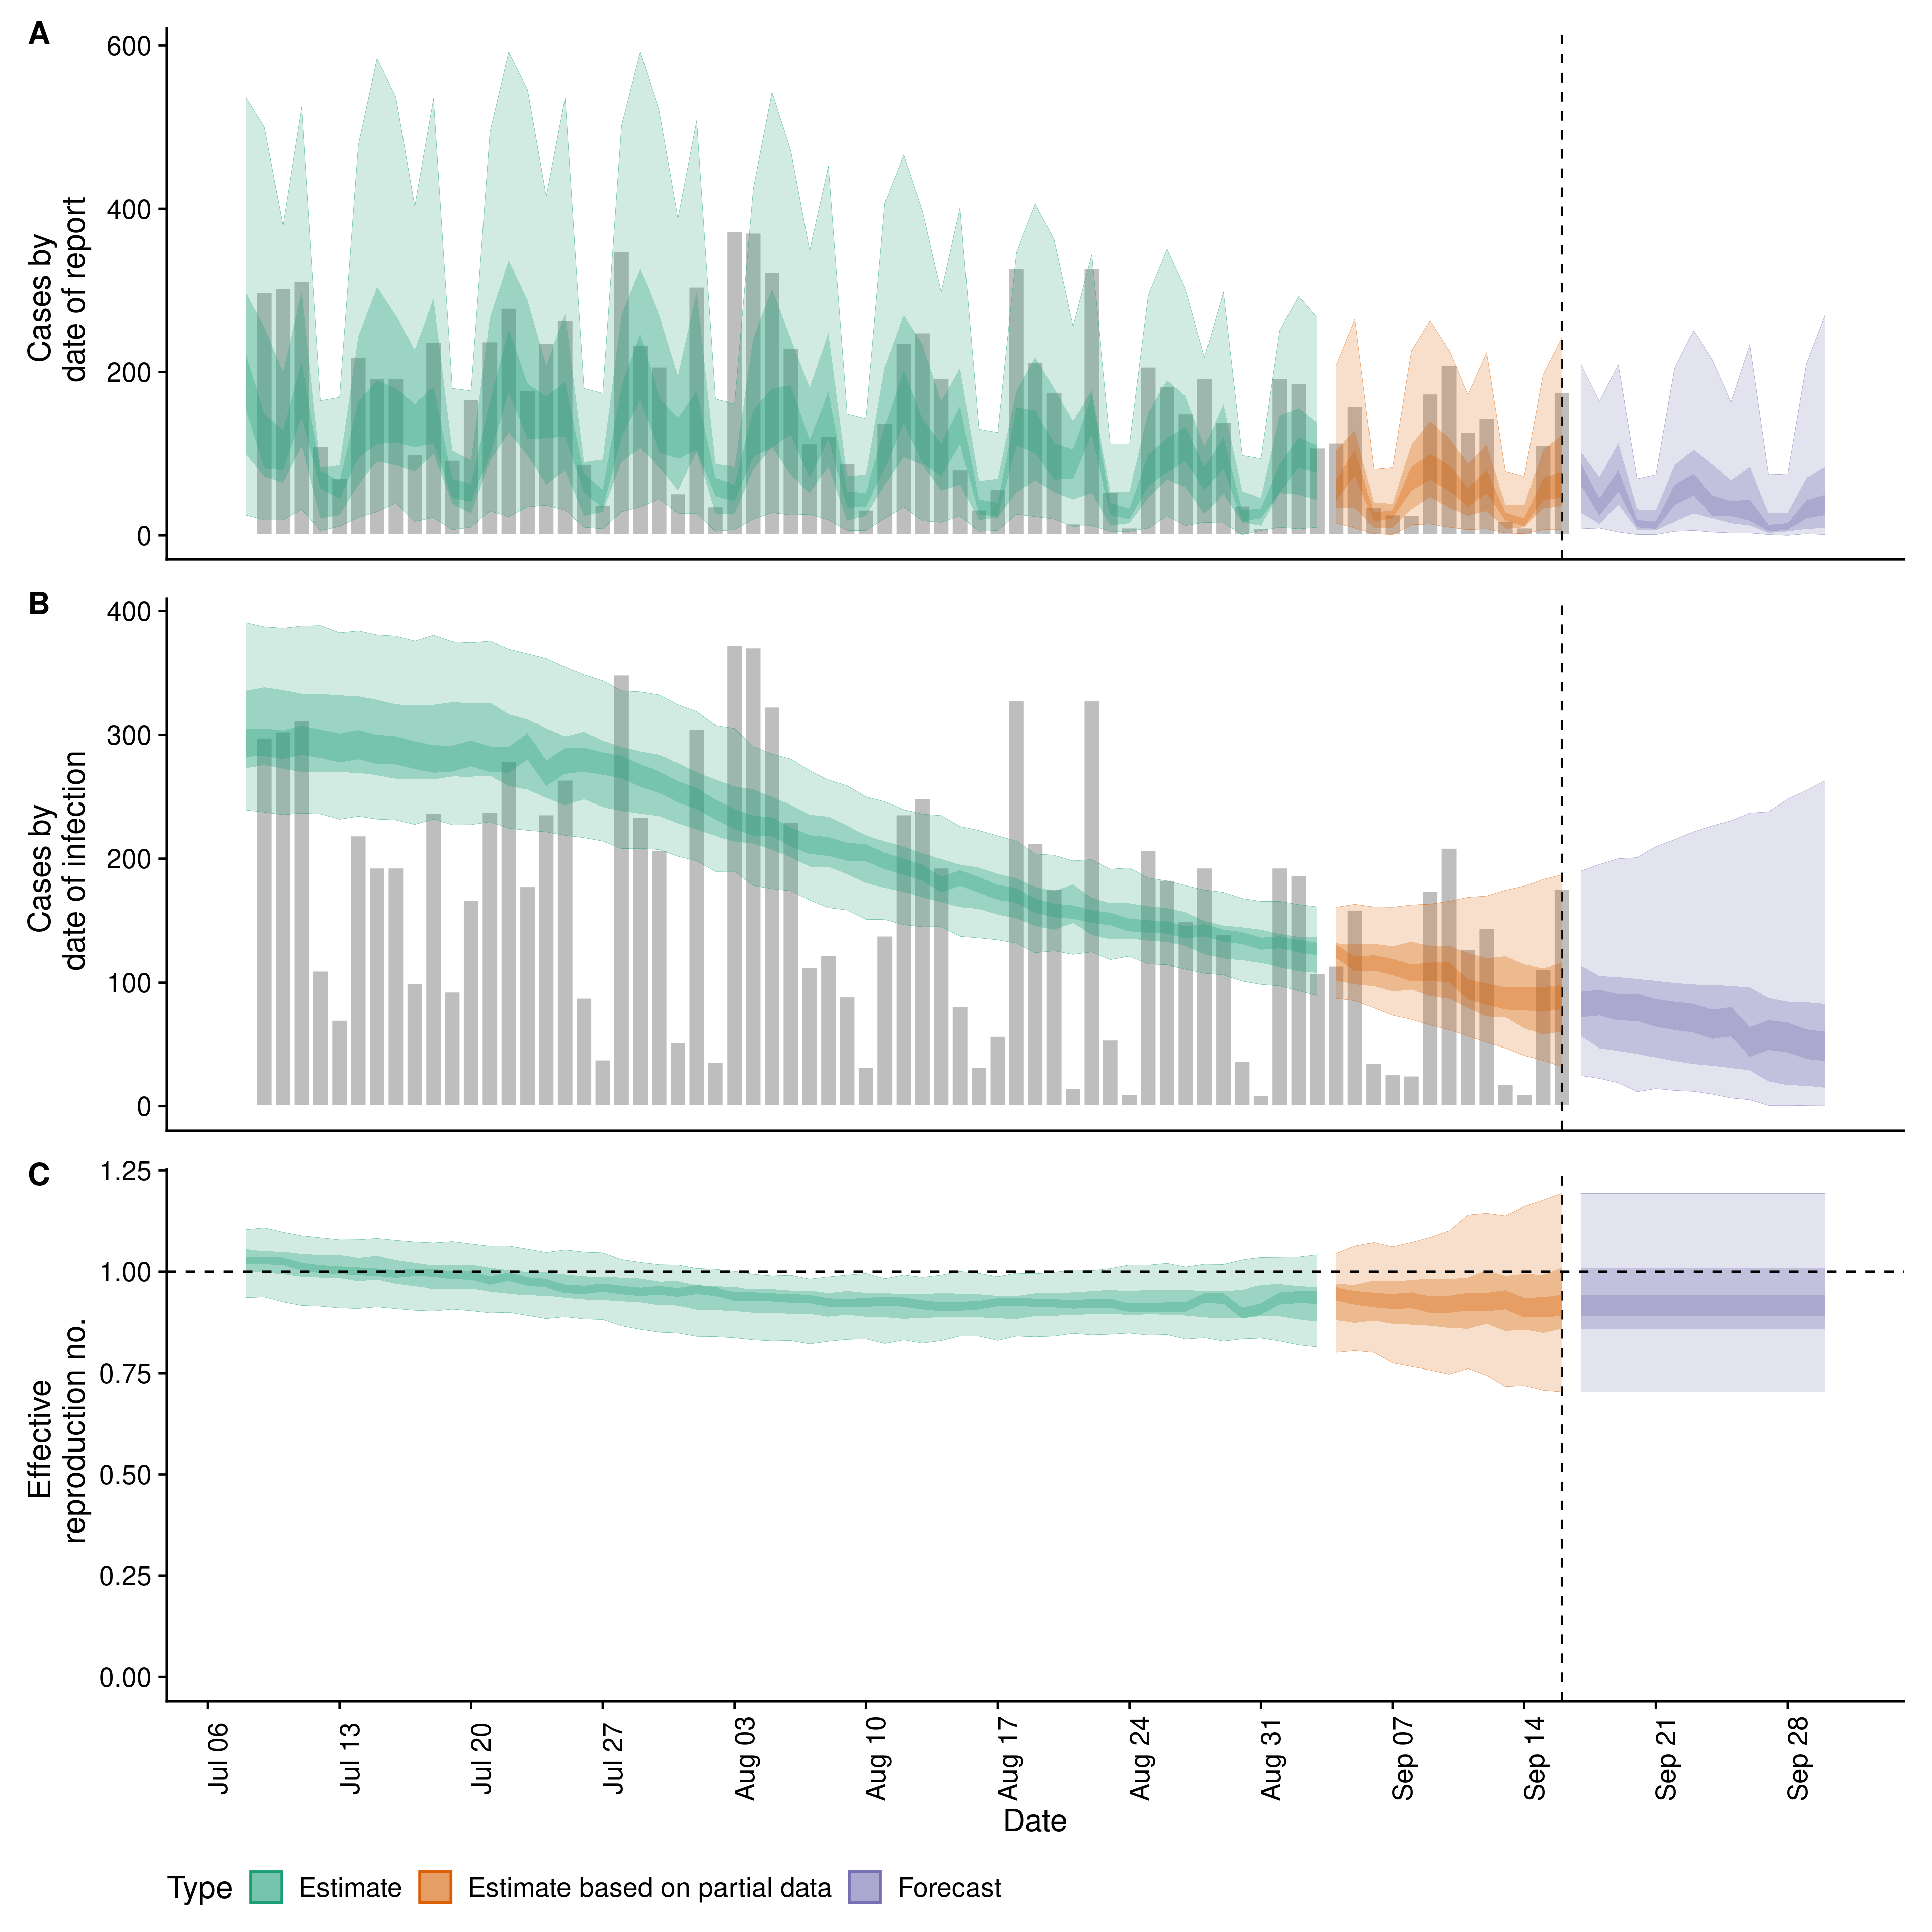 A
Cases by
date of report
600
400
200
0
B
Cases by
date of infection
400
300
200
100
0
C
Effective
reproduction no.
1.25
1.00
0.75
0.50
0.25
0.00
Jul 06
Jul 13
Jul 20
Jul 27
Aug 03
Aug 10
Aug 17
Aug 24
Aug 31
Sep 07
Sep 14
Sep 21
Sep 28
Date
Type Estimate Estimate based on partial data Forecast